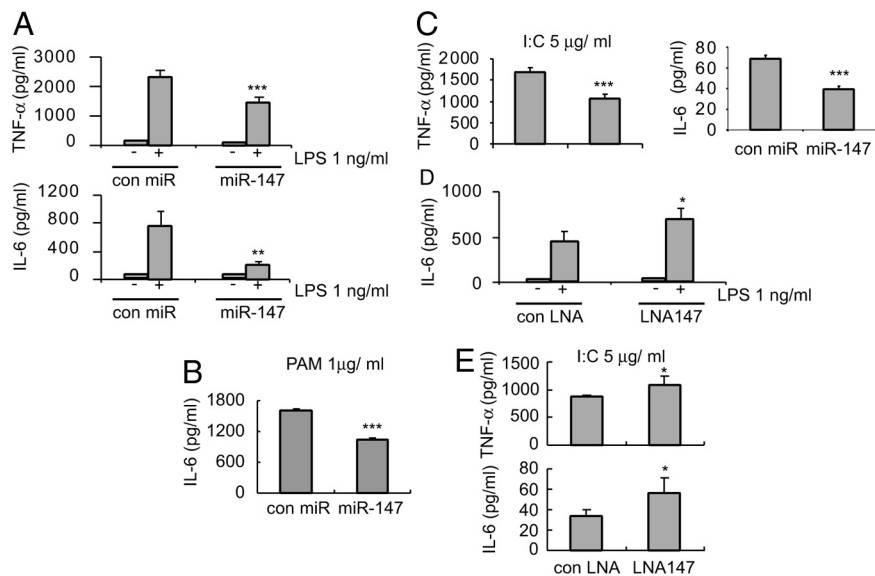 A
TNF-α (pg/ml)
3000
2000
1000
0
- + - +
LPS 1 ng/ml
***
con miR miR-147
IL-6 (pg/ml)
1200
800
400
0
**
- + - +
LPS 1 ng/ml
con miR miR-147
B
PAM 1μg/ ml
IL-6 (pg/ml)
1800
1200
600
0
***
con miR miR-147
C
I:C 5 μg/ ml
TNF-α (pg/ml)
2000
1500
1000
500
0
***
IL-6 (pg/ml)
80
60
40
20
0
***
con miR miR-147
D
IL-6 (pg/ml)
1000
500
0
*
- + - +
LPS 1 ng/ml
con LNA LNA147
E
I:C 5 μg/ ml
TNF-α (pg/ml)
1500
1000
500
0
*
IL-6 (pg/ml)
80
60
40
20
0
*
con LNA LNA147